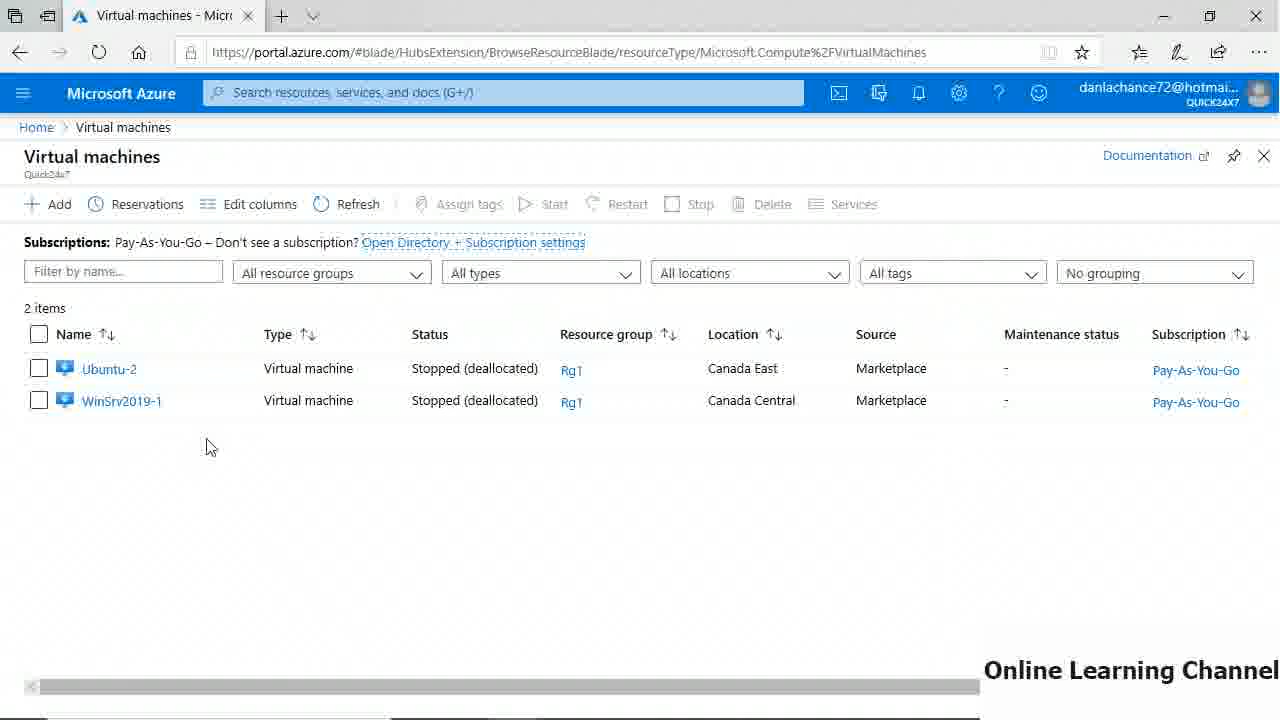 Virtual machines - Micr
https://portal.azure.com/#blade/HubsExtension/BrowseResourceBlade/resourceType/Microsoft.Compute%2FVirtualMachines
Microsoft Azure
Search resources, services, and docs (G+/)
danlachance72@hotmai...
QUICK24X7
Home > Virtual machines
Virtual machines
Quick24x7
Documentation
Add Reservations Edit columns Refresh Assign tags Start Restart Stop Delete Services
Subscriptions: Pay-As-You-Go – Don't see a subscription? Open Directory + Subscription settings
Filter by name... All resource groups All types All locations All tags No grouping
2 items
Name Type Status Resource group Location Source Maintenance status Subscription
Ubuntu-2 Virtual machine Stopped (deallocated) Rg1 Canada East Marketplace - Pay-As-You-Go
WinSrv2019-1 Virtual machine Stopped (deallocated) Rg1 Canada Central Marketplace - Pay-As-You-Go
Online Learning Channel